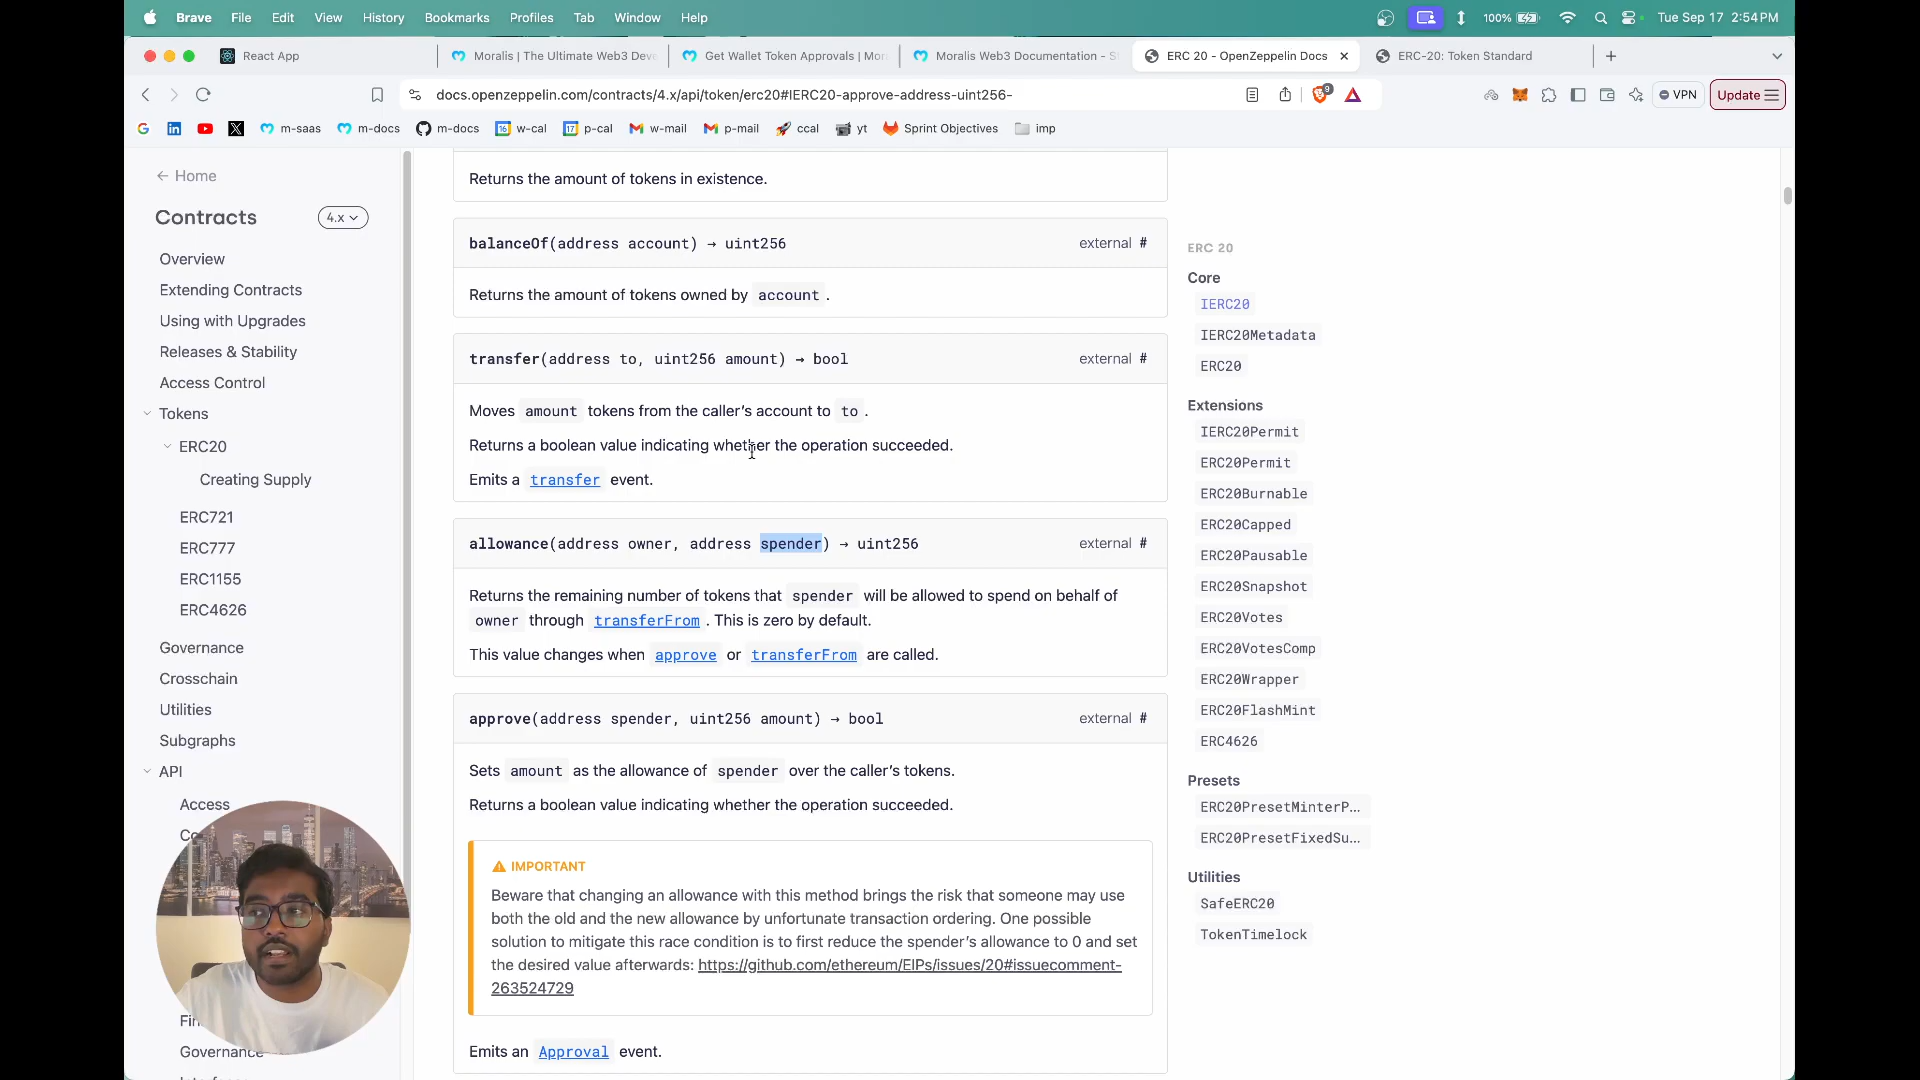 Brave File Edit View History Bookmarks Profiles Tab Window Help 100% Tue Sep 17 2:54 PM
React App Moralis | The Ultimate Web3 Deve Get Wallet Token Approvals | Mor Moralis Web3 Documentation - ERC 20 - OpenZeppelin Docs ERC-20: Token Standard
docs.openzeppelin.com/contracts/4.x/api/token/erc20#IERC20-approve-address-uint256- 9 VPN Update
m-saas m-docs m-docs w-cal p-cal w-mail p-mail ccal yt Sprint Objectives imp
Home
Contracts 4.x
Overview
Extending Contracts
Using with Upgrades
Releases & Stability
Access Control
Tokens
ERC20
Creating Supply
ERC721
ERC777
ERC1155
ERC4626
Governance
Crosschain
Utilities
Subgraphs
API
Access
Co
Fin
Governance
Returns the amount of tokens in existence.
balanceOf(address account) → uint256 external #
Returns the amount of tokens owned by account .
transfer(address to, uint256 amount) → bool external #
Moves amount tokens from the caller's account to to .
Returns a boolean value indicating whether the operation succeeded.
Emits a transfer event.
allowance(address owner, address spender) → uint256 external #
Returns the remaining number of tokens that spender will be allowed to spend on behalf of
owner through transferFrom . This is zero by default.
This value changes when approve or transferFrom are called.
approve(address spender, uint256 amount) → bool external #
Sets amount as the allowance of spender over the caller's tokens.
Returns a boolean value indicating whether the operation succeeded.
IMPORTANT
Beware that changing an allowance with this method brings the risk that someone may use
both the old and the new allowance by unfortunate transaction ordering. One possible
solution to mitigate this race condition is to first reduce the spender's allowance to 0 and set
the desired value afterwards: https://github.com/ethereum/EIPs/issues/20#issuecomment-
263524729
Emits an Approval event.
ERC 20
Core
IERC20
IERC20Metadata
ERC20
Extensions
IERC20Permit
ERC20Permit
ERC20Burnable
ERC20Capped
ERC20Pausable
ERC20Snapshot
ERC20Votes
ERC20VotesComp
ERC20Wrapper
ERC20FlashMint
ERC4626
Presets
ERC20PresetMinterP...
ERC20PresetFixedSu...
Utilities
SafeERC20
TokenTimelock